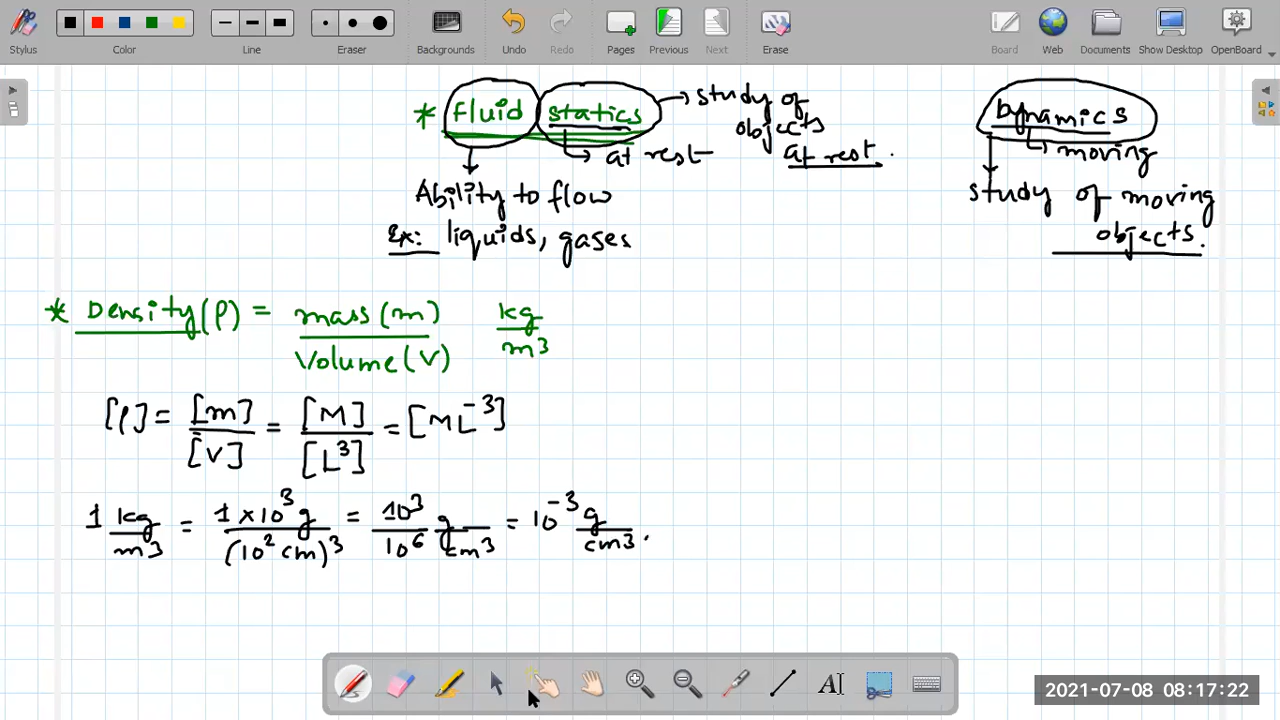 Stylus
Color
Line
Eraser
Backgrounds
Undo
Redo
Pages
Previous
Next
Erase
Board
Web
Documents
Show Desktop
OpenBoard
* fluid statics → study of objects at rest.
→ at rest
Ability to flow
Ex: liquids, gases
Dynamics
→ moving
study of moving
objects.
* Density (ρ) = mass (m) / Volume (V) kg/m³
[ρ] = [m]/[V] = [M]/[L³] = [ML⁻³]
1 kg/m³ = 1×10³ g/(10² cm)³ = 10³/10⁶ g/cm³ = 10⁻³ g/cm³.
2021-07-08 08:17:22